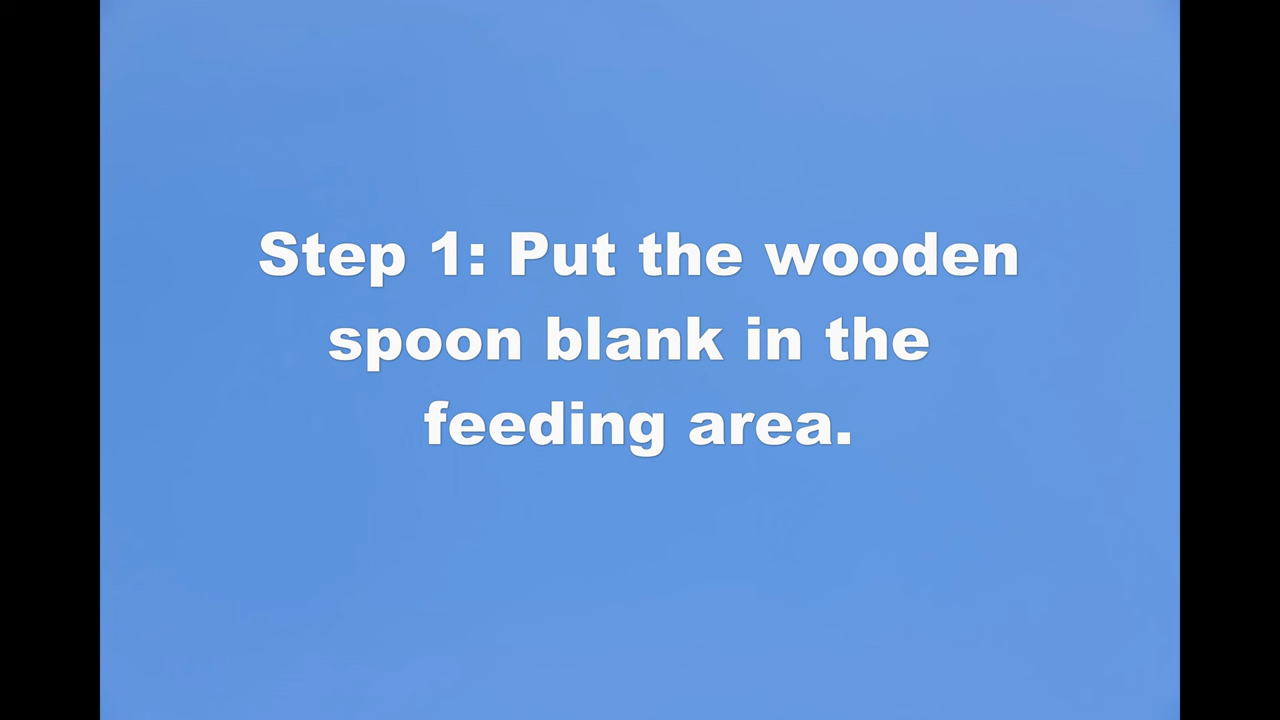 Step 1: Put the wooden
spoon blank in the
feeding area.